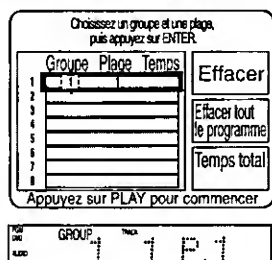 Choisissez un groupe et une plage,
puis appuyez sur ENTER.
Groupe Plage Temps
1 1 1
2
3
4
5
6
7
8
Effacer
Effacer tout
le programme
Temps total
Appuyez sur PLAY pour commencer
GROUP TRACK
1 1 P.1